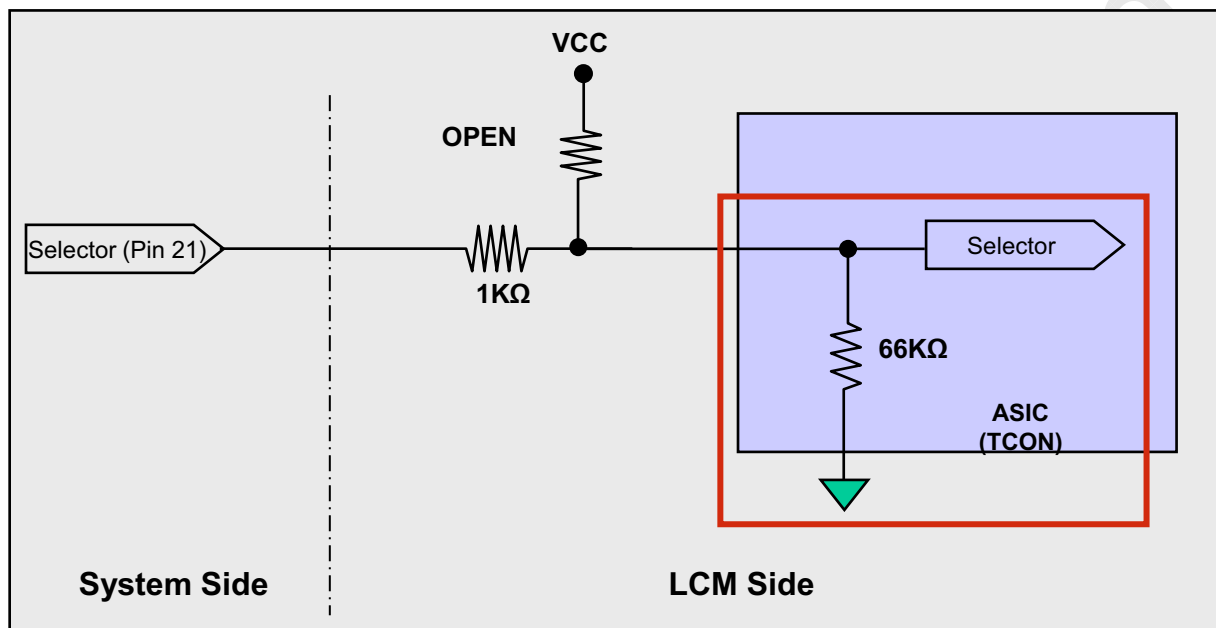 VCC
OPEN
Selector (Pin 21)
Selector
1KΩ
66KΩ
ASIC
(TCON)
System Side
LCM Side